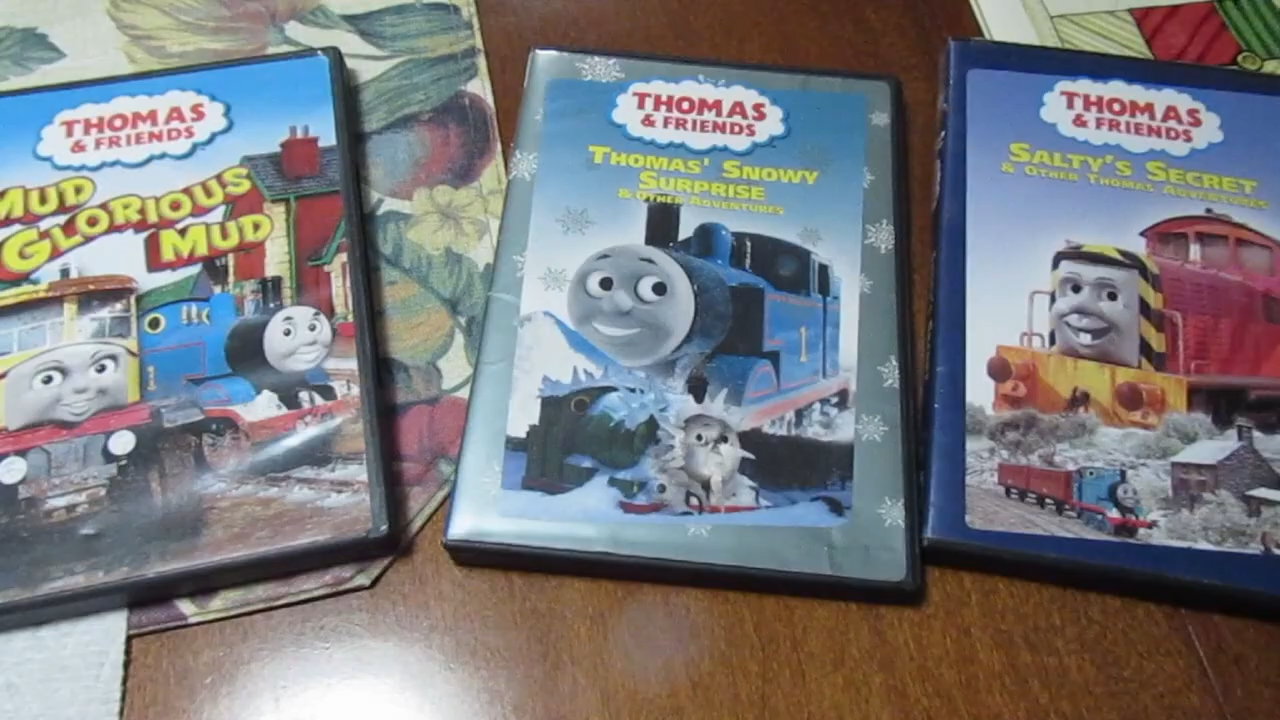 THOMAS
& FRIENDS
MUD
GLORIOUS
MUD
THOMAS
& FRIENDS
THOMAS' SNOWY
SURPRISE
& OTHER ADVENTURES
1
THOMAS
& FRIENDS
SALTY'S SECRET
& OTHER THOMAS ADVENTURES